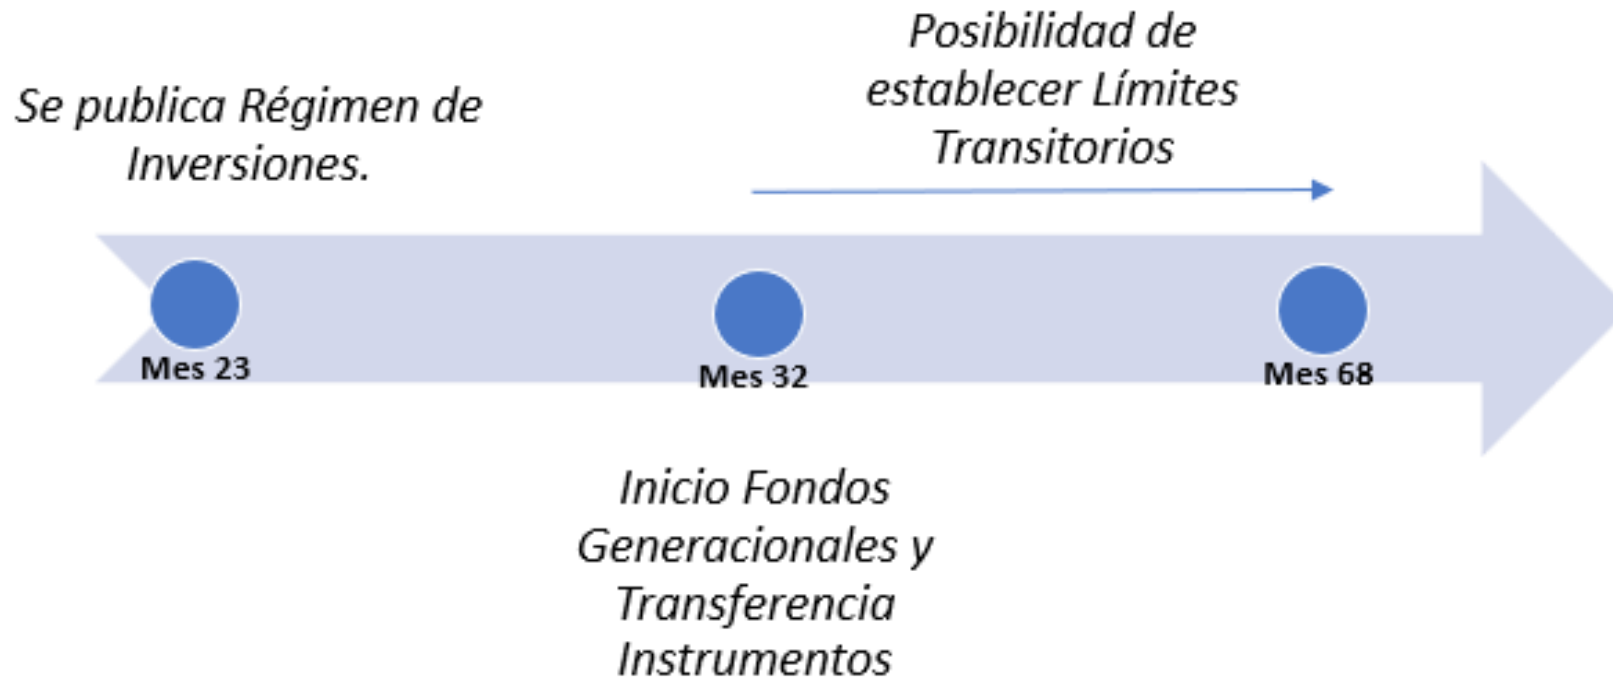 Se publica Régimen de
Inversiones.
Posibilidad de
establecer Límites
Transitorios
Mes 23
Mes 32
Mes 68
Inicio Fondos
Generacionales y
Transferencia
Instrumentos